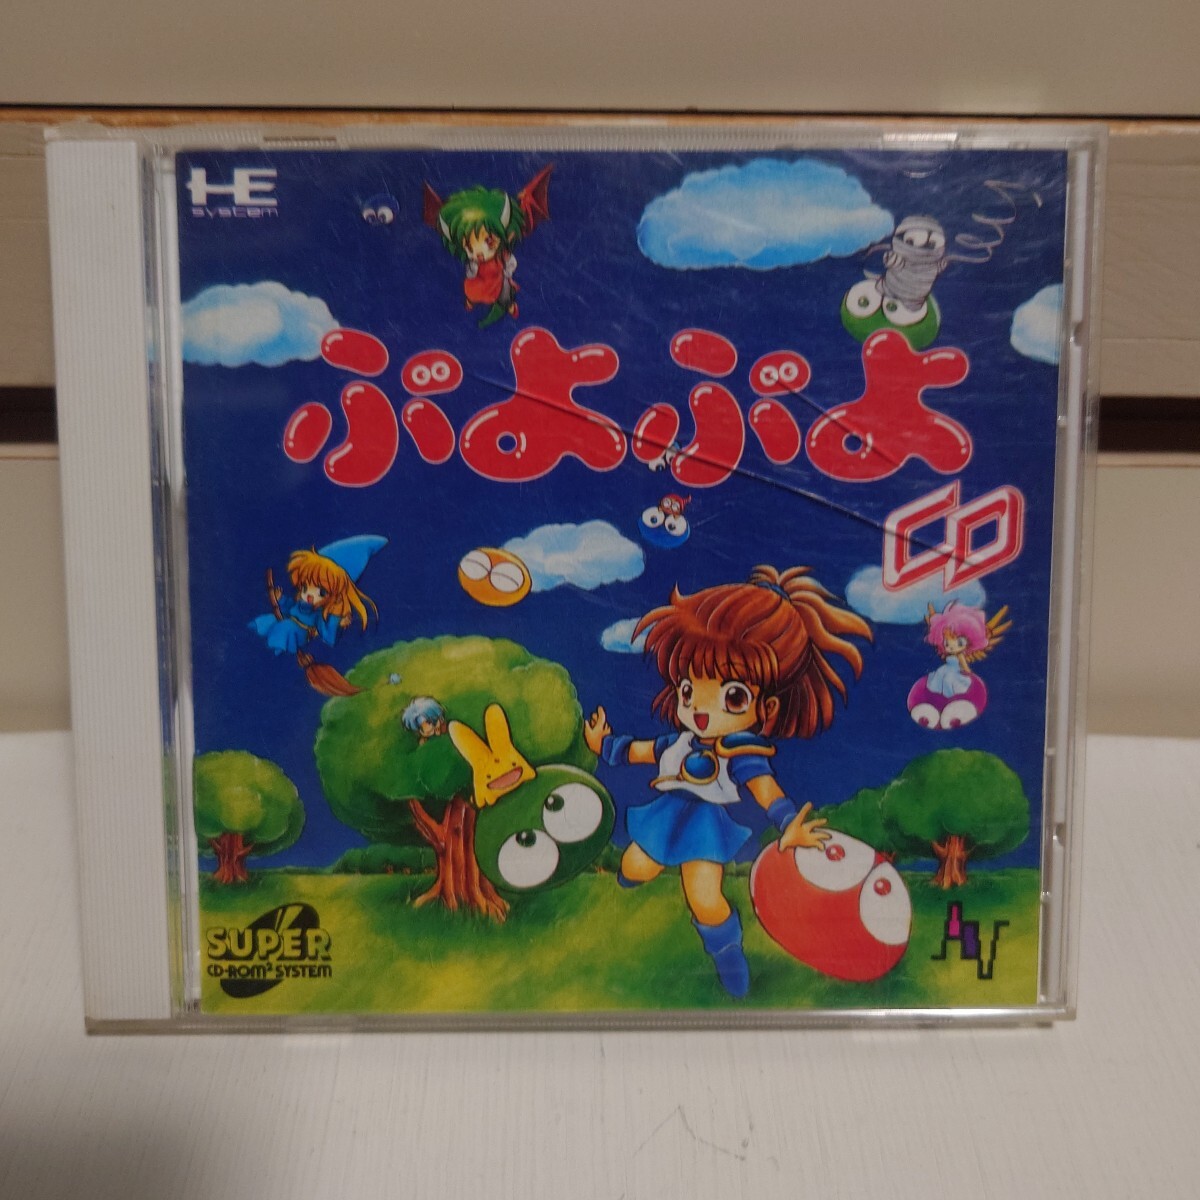 HE
system
ぷよぷよ
CD
SUPER
CD-ROM² SYSTEM